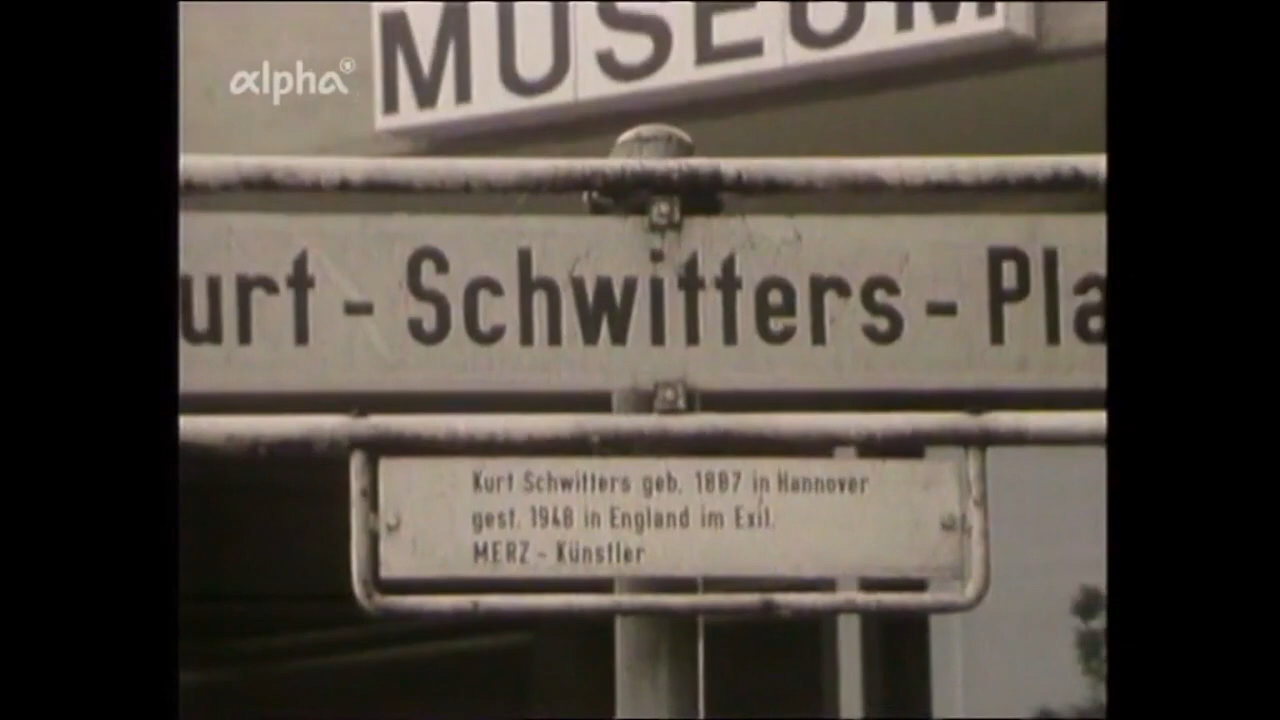 MUSEUM
alpha
urt - Schwitters - Pla
Kurt Schwitters geb. 1887 in Hannover
gest. 1948 in England im Exil.
MERZ - Künstler